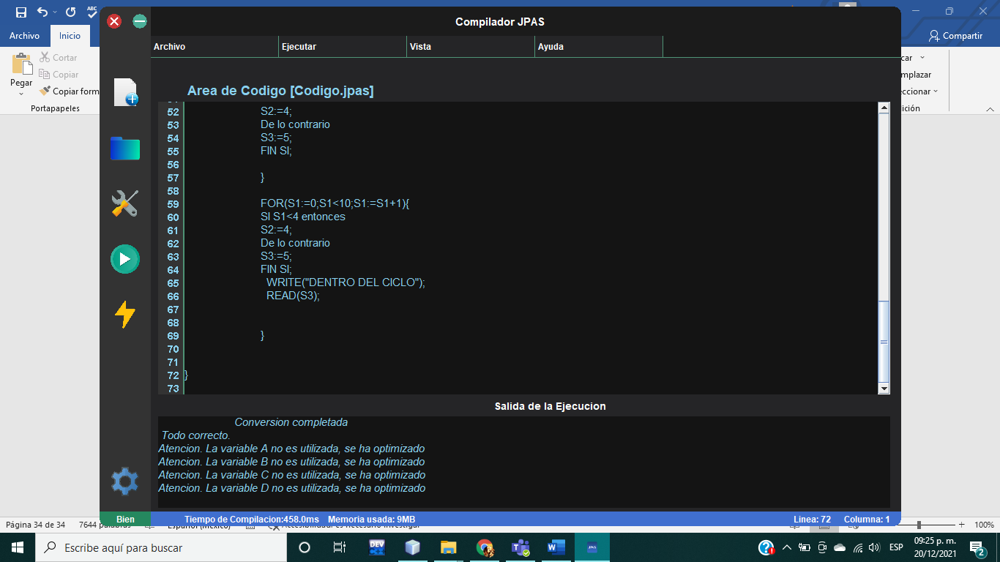 ABC
Archivo
Inicio
Compartir
Pegar
Cortar
Copiar
Copiar form
Portapapeles
car
mplazar
eccionar
ición
Compilador JPAS
Archivo
Ejecutar
Vista
Ayuda
Area de Codigo [Codigo.jpas]
52 S2:=4;
53 De lo contrario
54 S3:=5;
55 FIN SI;
56
57 }
58
59 FOR(S1:=0;S1<10;S1:=S1+1){
60 SI S1<4 entonces
61 S2:=4;
62 De lo contrario
63 S3:=5;
64 FIN SI;
65 WRITE("DENTRO DEL CICLO");
66 READ(S3);
67
68
69 }
70
71
72 }
73
Salida de la Ejecucion
Conversion completada
Todo correcto.
Atencion. La variable A no es utilizada, se ha optimizado
Atencion. La variable B no es utilizada, se ha optimizado
Atencion. La variable C no es utilizada, se ha optimizado
Atencion. La variable D no es utilizada, se ha optimizado
Bien
Tiempo de Compilacion:458.0ms Memoria usada: 9MB
Linea: 72 Columna: 1
Página 34 de 34
7644 palabras
100%
Escribe aquí para buscar
DEV
ESP
09:25 p. m.
20/12/2021
2